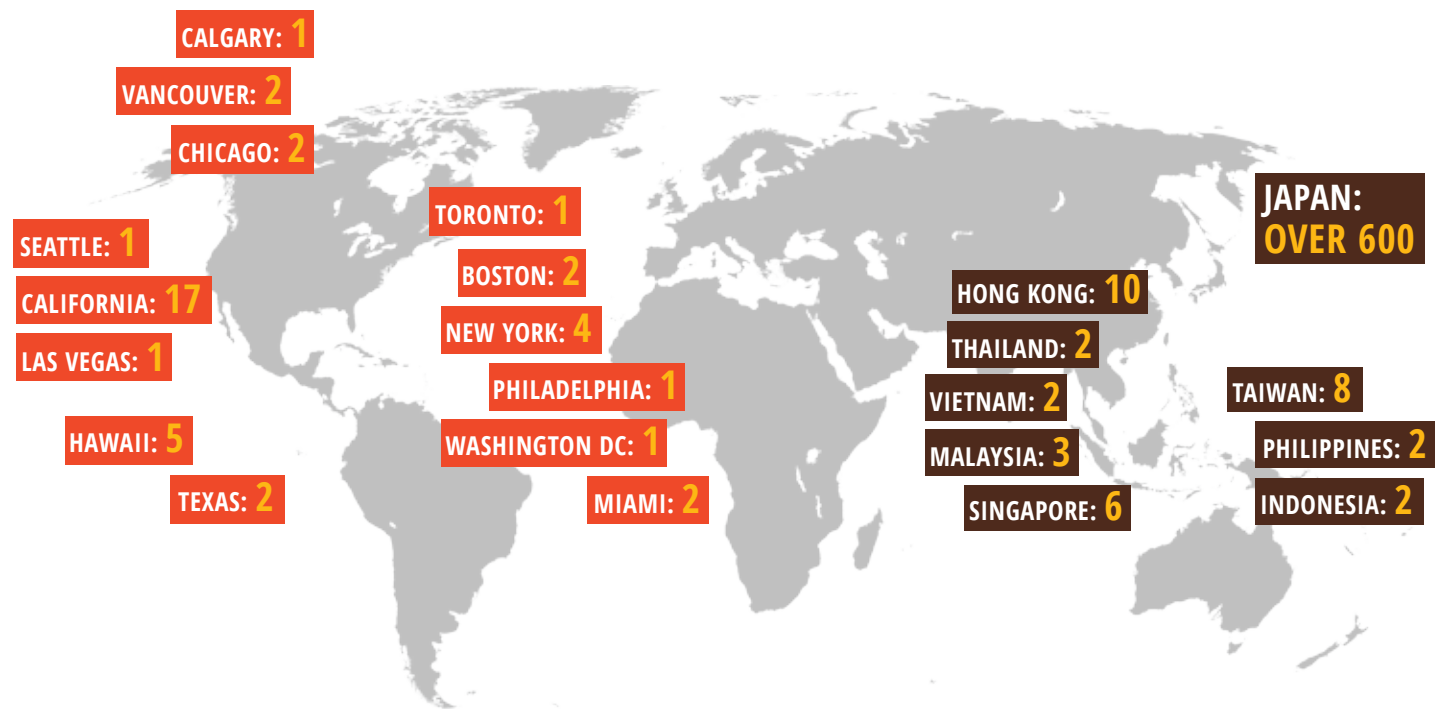 CALGARY: 1
VANCOUVER: 2
CHICAGO: 2
SEATTLE: 1
CALIFORNIA: 17
LAS VEGAS: 1
HAWAII: 5
TEXAS: 2
TORONTO: 1
BOSTON: 2
NEW YORK: 4
PHILADELPHIA: 1
WASHINGTON DC: 1
MIAMI: 2
JAPAN:
OVER 600
HONG KONG: 10
THAILAND: 2
VIETNAM: 2
MALAYSIA: 3
SINGAPORE: 6
TAIWAN: 8
PHILIPPINES: 2
INDONESIA: 2